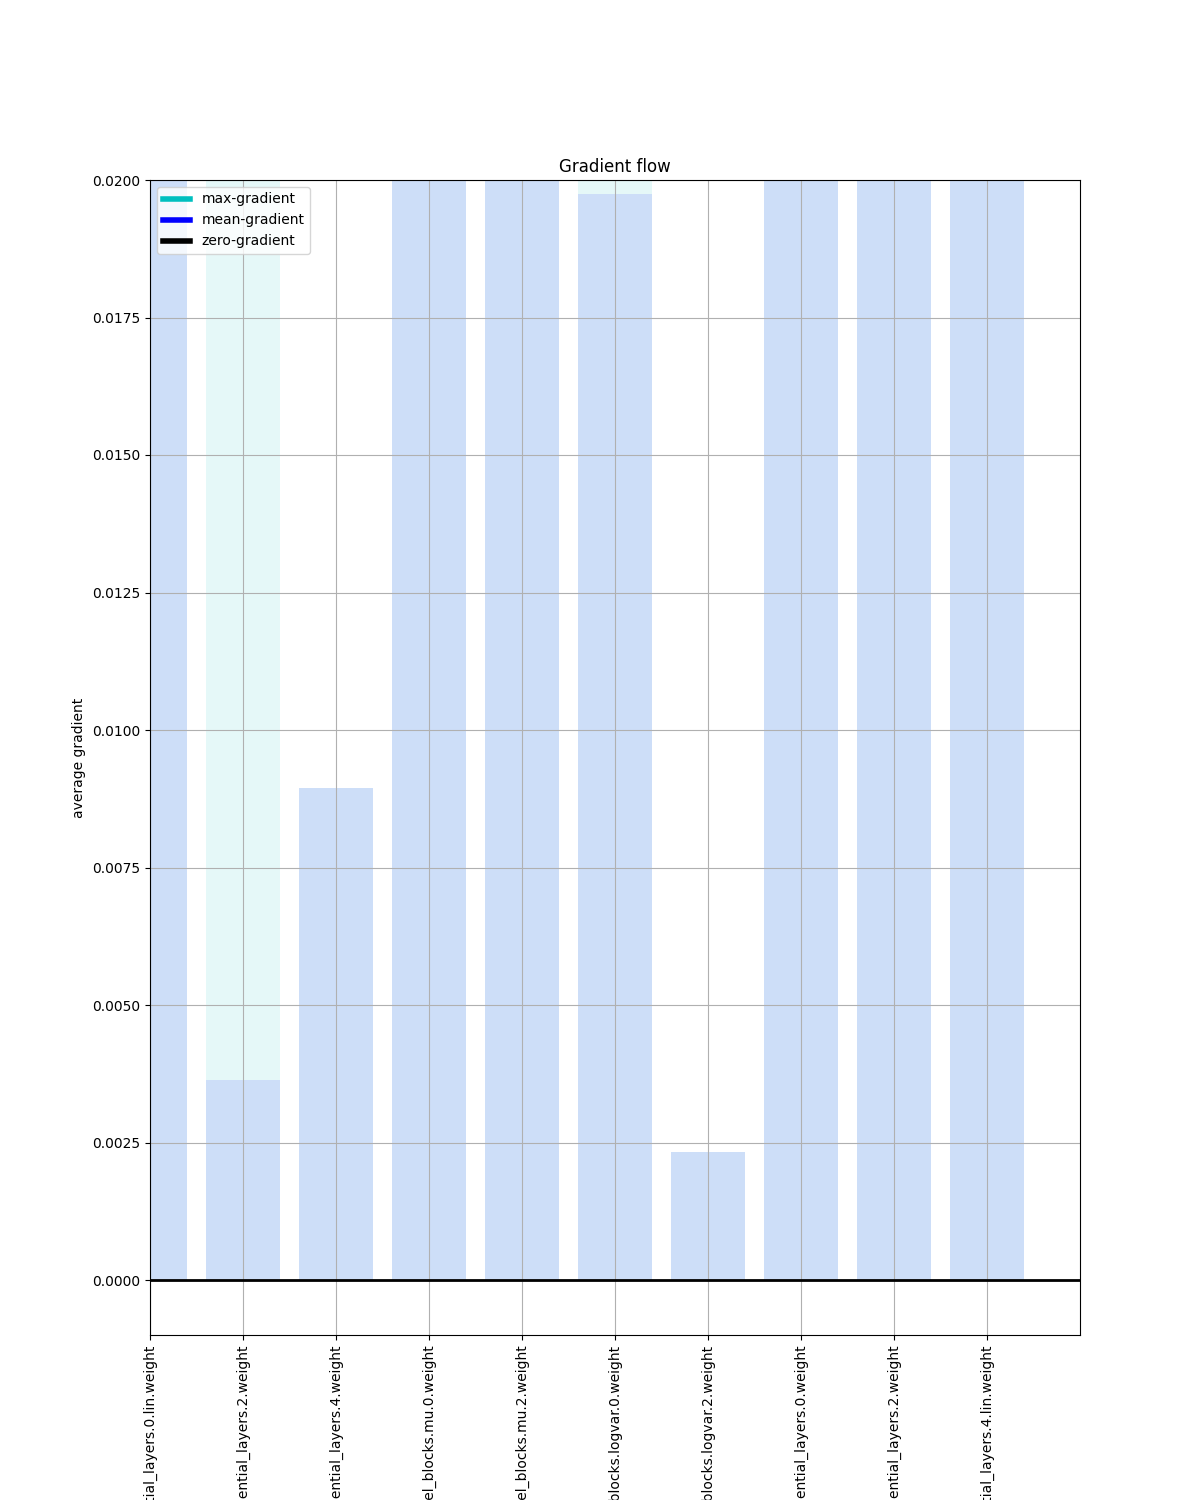 Gradient flow
max-gradient
mean-gradient
zero-gradient
average gradient
0.0200
0.0175
0.0150
0.0125
0.0100
0.0075
0.0050
0.0025
0.0000
tial_layers.0.lin.weight
ential_layers.2.weight
ential_layers.4.weight
el_blocks.mu.0.weight
el_blocks.mu.2.weight
blocks.logvar.0.weight
blocks.logvar.2.weight
ential_layers.0.weight
ential_layers.2.weight
tial_layers.4.lin.weight